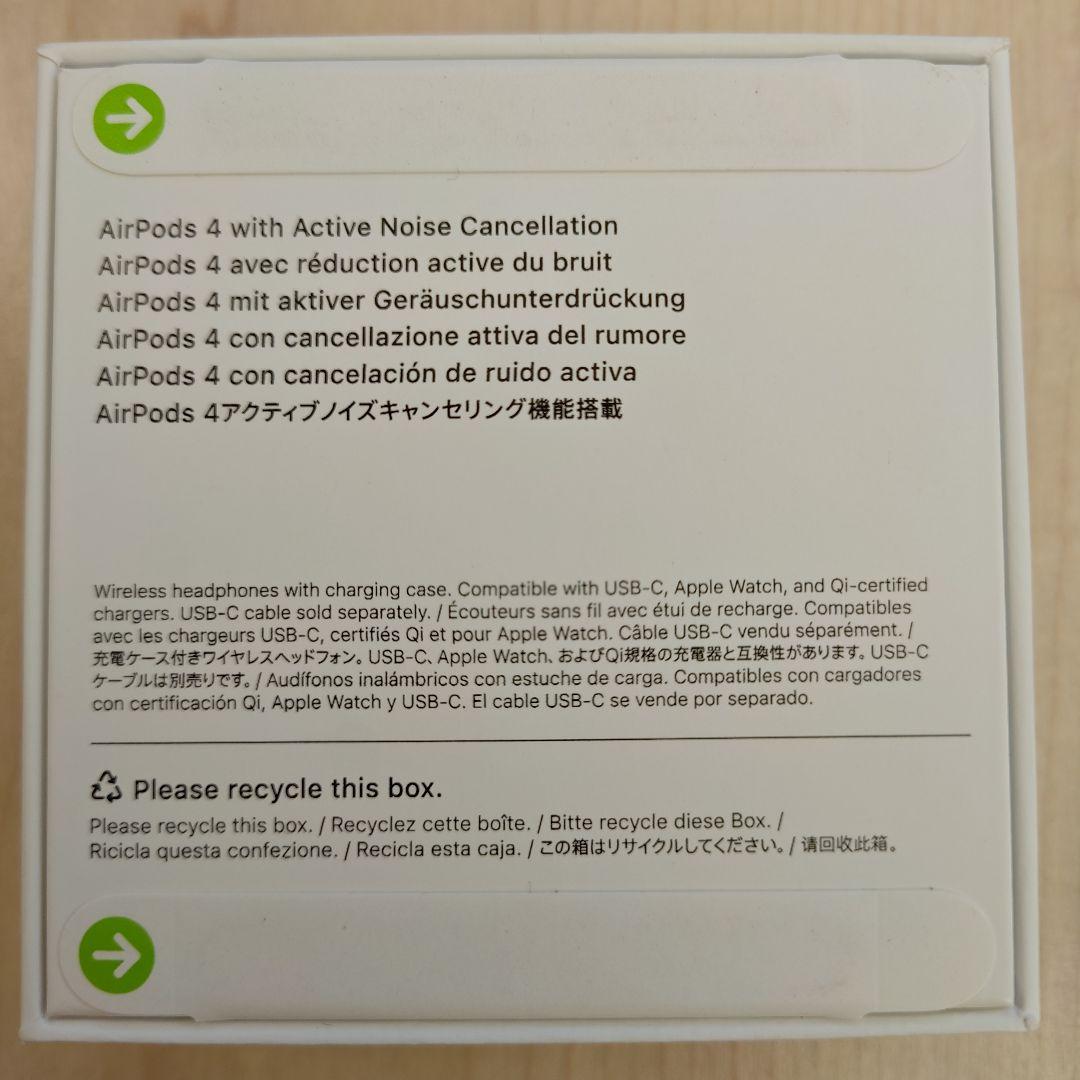 AirPods 4 with Active Noise Cancellation
AirPods 4 avec réduction active du bruit
AirPods 4 mit aktiver Geräuschunterdrückung
AirPods 4 con cancellazione attiva del rumore
AirPods 4 con cancelación de ruido activa
AirPods 4アクティブノイズキャンセリング機能搭載
Wireless headphones with charging case. Compatible with USB-C, Apple Watch, and Qi-certified
chargers. USB-C cable sold separately. / Écouteurs sans fil avec étui de recharge. Compatibles
avec les chargeurs USB-C, certifiés Qi et pour Apple Watch. Câble USB-C vendu séparément. /
充電ケース付きワイヤレスヘッドフォン。USB-C、Apple Watch、およびQi規格の充電器と互換性があります。USB-C
ケーブルは別売りです。/ Audífonos inalámbricos con estuche de carga. Compatibles con cargadores
con certificación Qi, Apple Watch y USB-C. El cable USB-C se vende por separado.
Please recycle this box.
Please recycle this box. / Recyclez cette boîte. / Bitte recycle diese Box. /
Ricicla questa confezione. / Recicla esta caja. / この箱はリサイクルしてください。/ 请回收此箱。